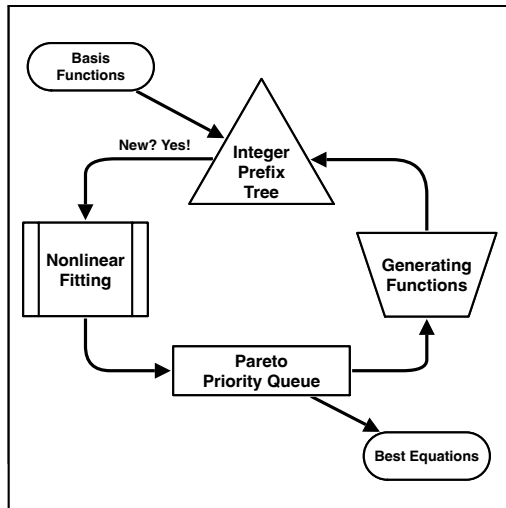 Basis
Functions
New? Yes!
Integer
Prefix
Tree
Nonlinear
Fitting
Generating
Functions
Pareto
Priority Queue
Best Equations